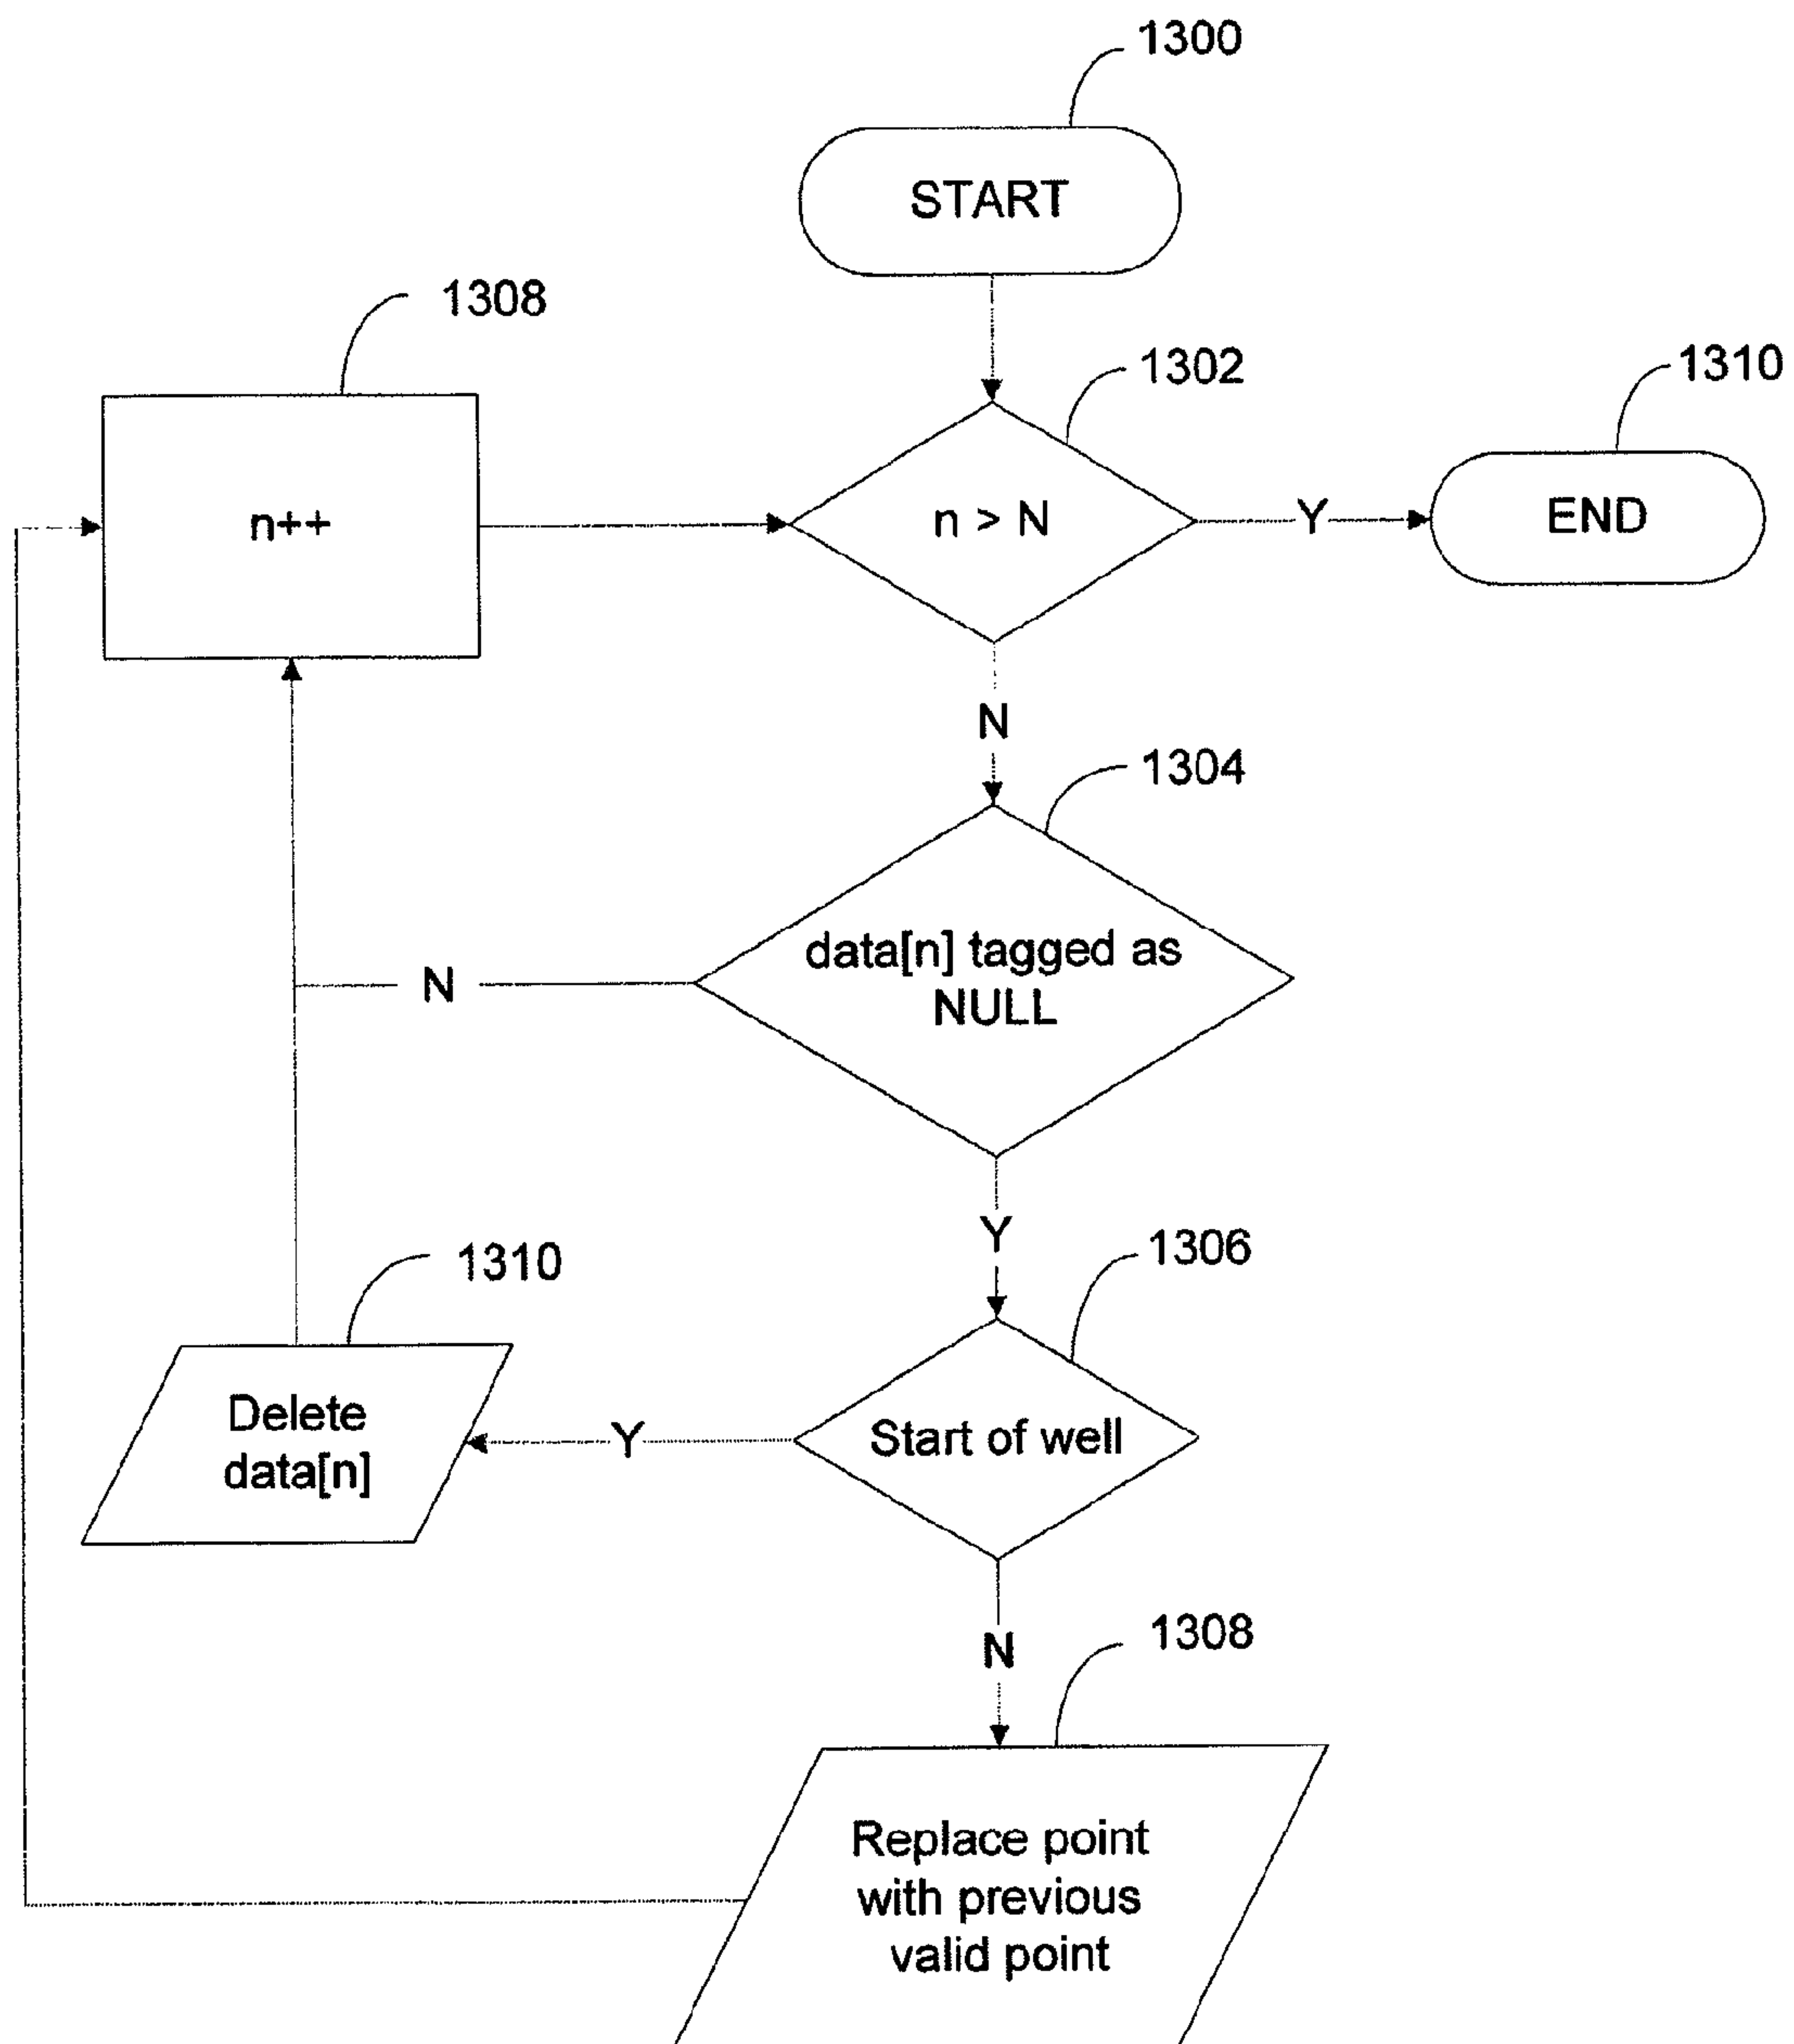 1300
START
1308
1302
1310
n++
n > N
Y
END
N
1304
data[n] tagged as
NULL
N
Y
1306
1310
Delete
data[n]
Y
Start of well
N
1308
Replace point
with previous
valid point